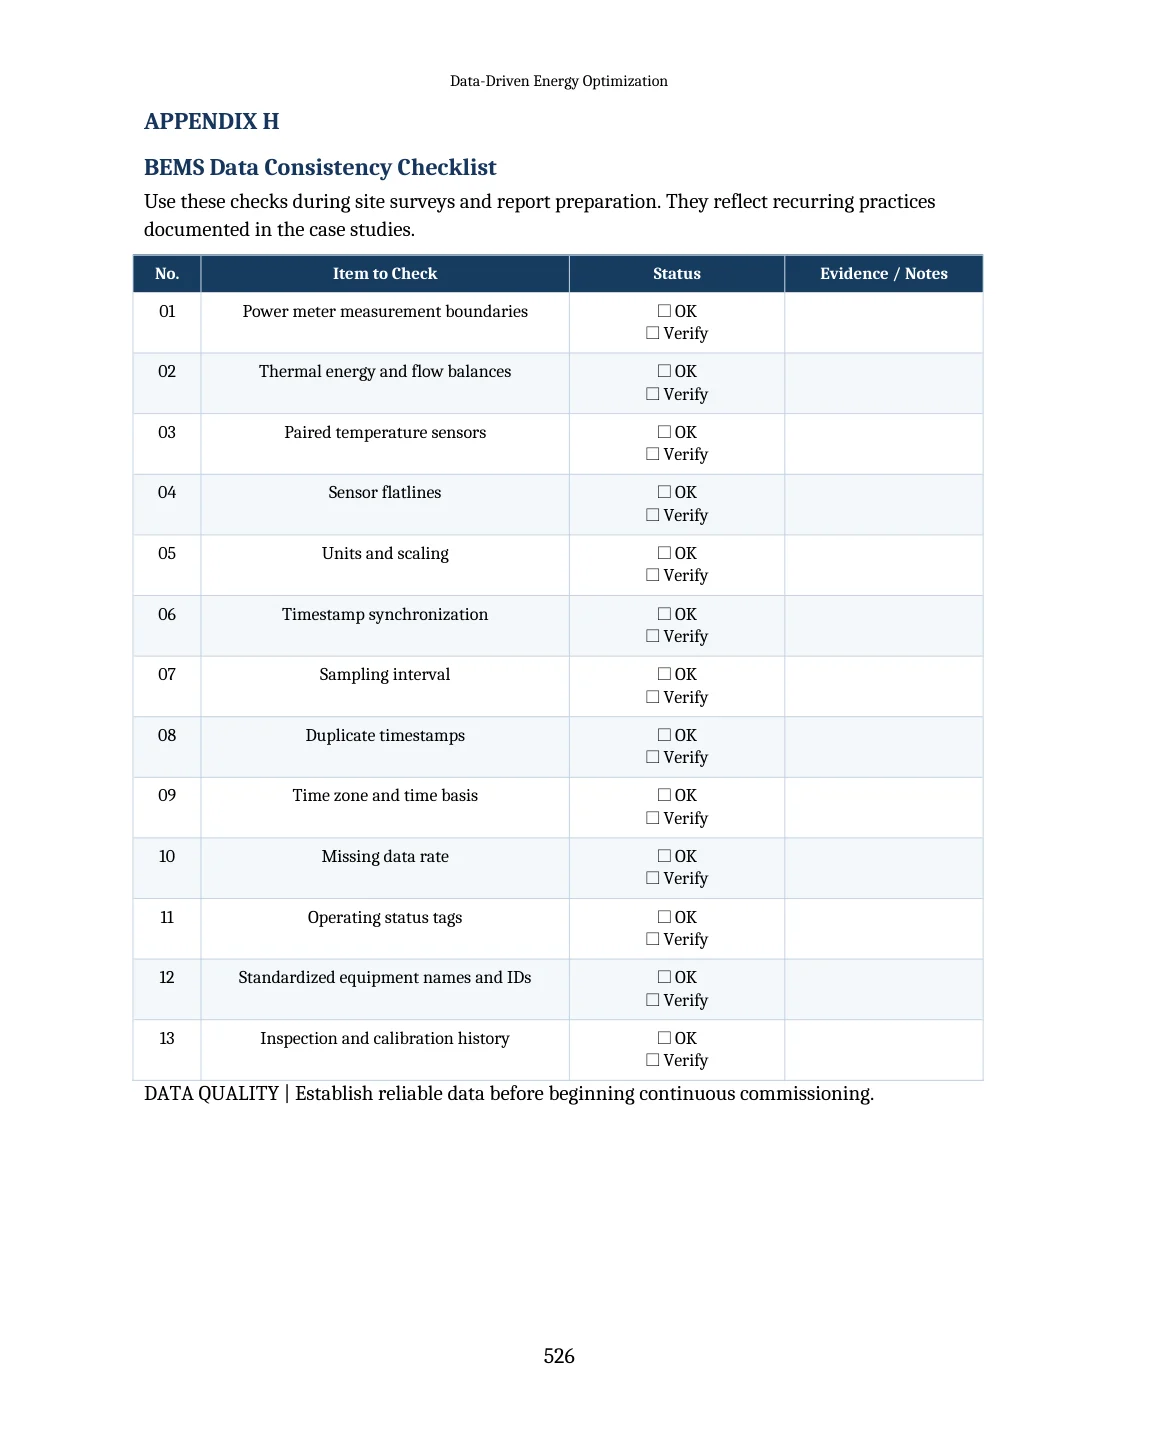 Data-Driven Energy Optimization
APPENDIX H
BEMS Data Consistency Checklist
Use these checks during site surveys and report preparation. They reflect recurring practices
documented in the case studies.
No. Item to Check Status Evidence / Notes
01 Power meter measurement boundaries ☐ OK
☐ Verify
02 Thermal energy and flow balances ☐ OK
☐ Verify
03 Paired temperature sensors ☐ OK
☐ Verify
04 Sensor flatlines ☐ OK
☐ Verify
05 Units and scaling ☐ OK
☐ Verify
06 Timestamp synchronization ☐ OK
☐ Verify
07 Sampling interval ☐ OK
☐ Verify
08 Duplicate timestamps ☐ OK
☐ Verify
09 Time zone and time basis ☐ OK
☐ Verify
10 Missing data rate ☐ OK
☐ Verify
11 Operating status tags ☐ OK
☐ Verify
12 Standardized equipment names and IDs ☐ OK
☐ Verify
13 Inspection and calibration history ☐ OK
☐ Verify
DATA QUALITY | Establish reliable data before beginning continuous commissioning.
526